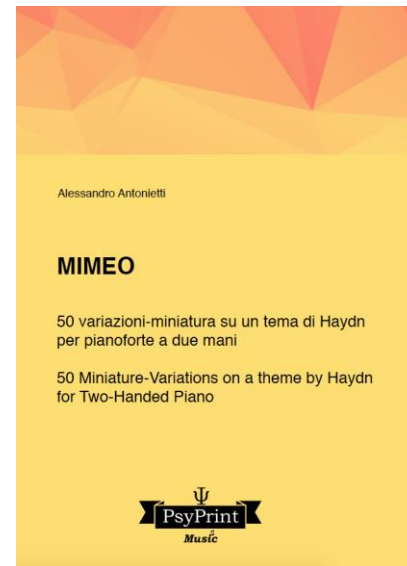 Alessandro Antonietti
MIMEO
50 variazioni-miniatura su un tema di Haydn
per pianoforte a due mani
50 Miniature-Variations on a theme by Haydn
for Two-Handed Piano
Ψ
PsyPrint
Music